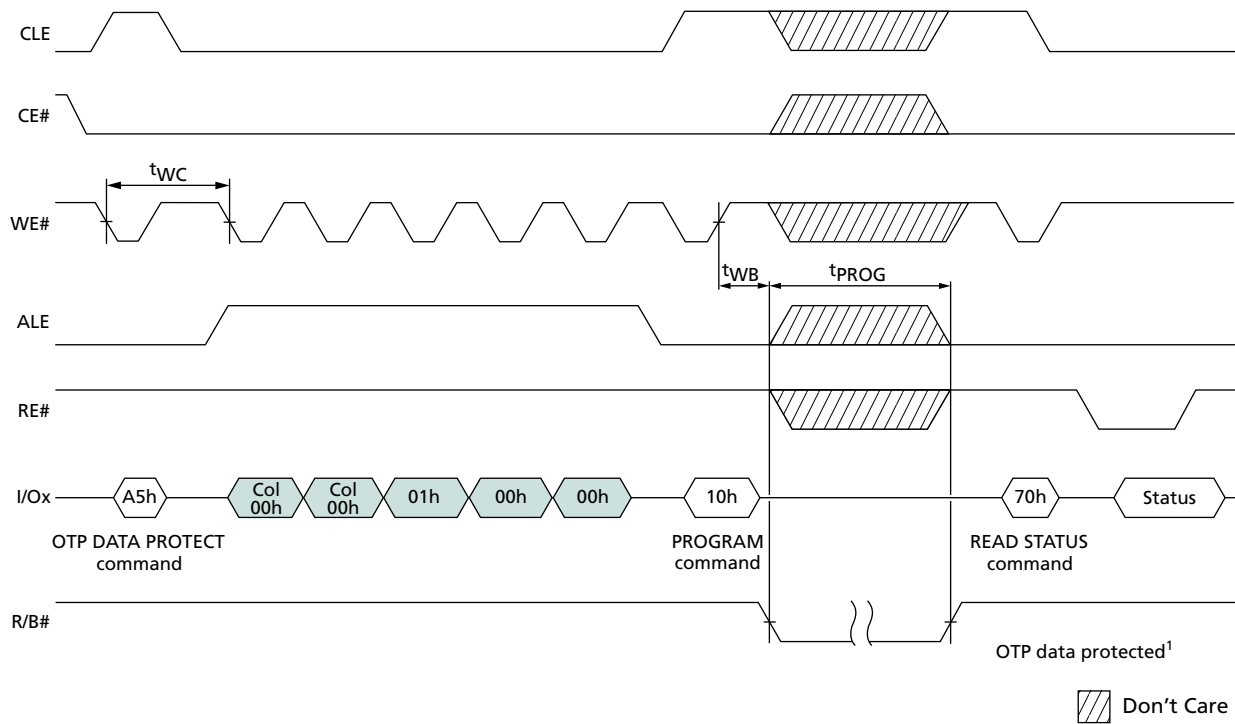 CLE
CE#
tWC
WE#
tWB
tPROG
ALE
RE#
I/Ox
A5h
Col
00h
Col
00h
01h
00h
00h
10h
70h
Status
OTP DATA PROTECT
command
PROGRAM
command
READ STATUS
command
R/B#
OTP data protected1
Don't Care